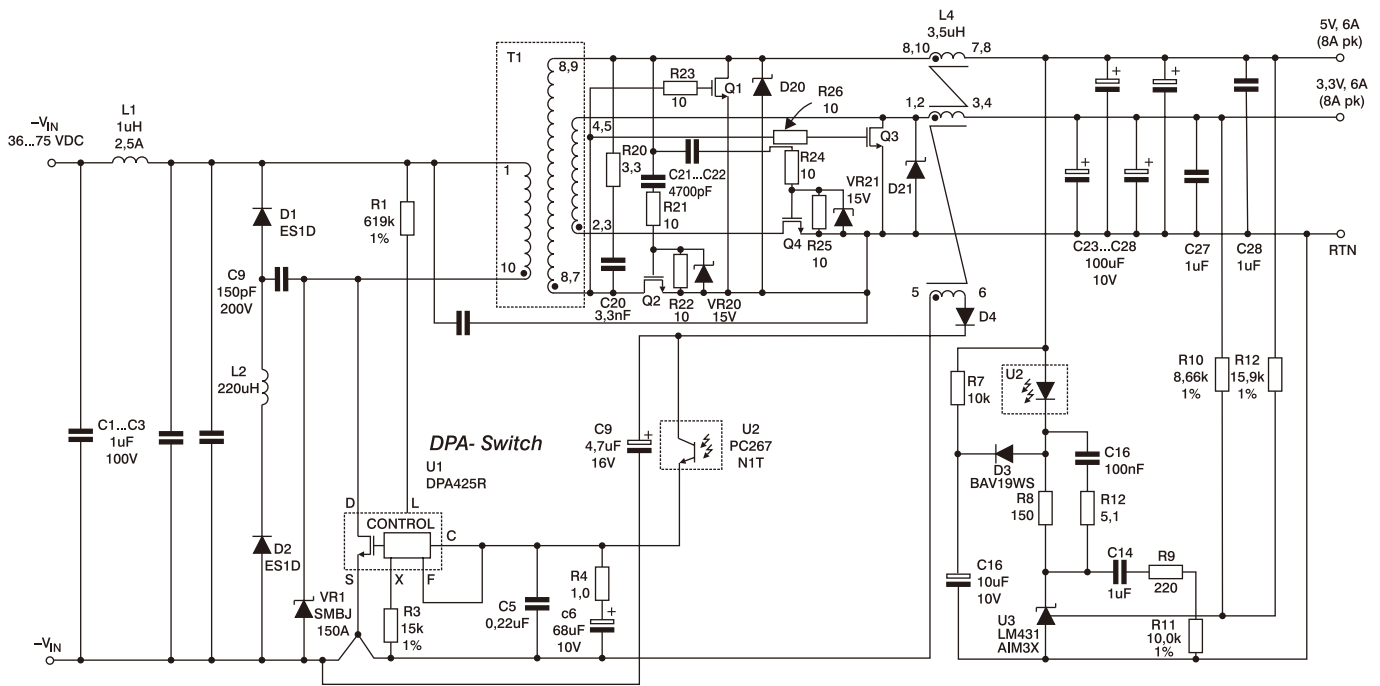 L4
3,5uH
8,10
7,8
5V, 6A
(8A pk)
T1
8,9
R23
10
Q1
D20
R26
10
1,2
3,4
3,3V, 6A
(8A pk)
–VIN
36...75 VDC
L1
1uH
2,5A
4,5
Q3
R20
3,3
C21...C22
4700pF
R24
10
D21
1
R1
619k
1%
R21
10
VR21
15V
D1
ES1D
2,3
Q4
R25
10
C23...C28
100uF
10V
C27
1uF
C28
1uF
RTN
C9
150pF
200V
10
8,7
C20
3,3nF
Q2
R22
10
VR20
15V
5
6
D4
L2
220uH
R7
10k
U2
R10
8,66k
1%
R12
15,9k
1%
C1...C3
1uF
100V
DPA- Switch
U1
DPA425R
C9
4,7uF
16V
U2
PC267
N1T
D3
BAV19WS
C16
100nF
R8
150
R12
5,1
D
L
CONTROL
C
S
X
F
D2
ES1D
C14
1uF
R9
220
VR1
SMBJ
150A
R3
15k
1%
C5
0,22uF
R4
1,0
c6
68uF
10V
C16
10uF
10V
U3
LM431
AIM3X
R11
10,0k
1%
–VIN